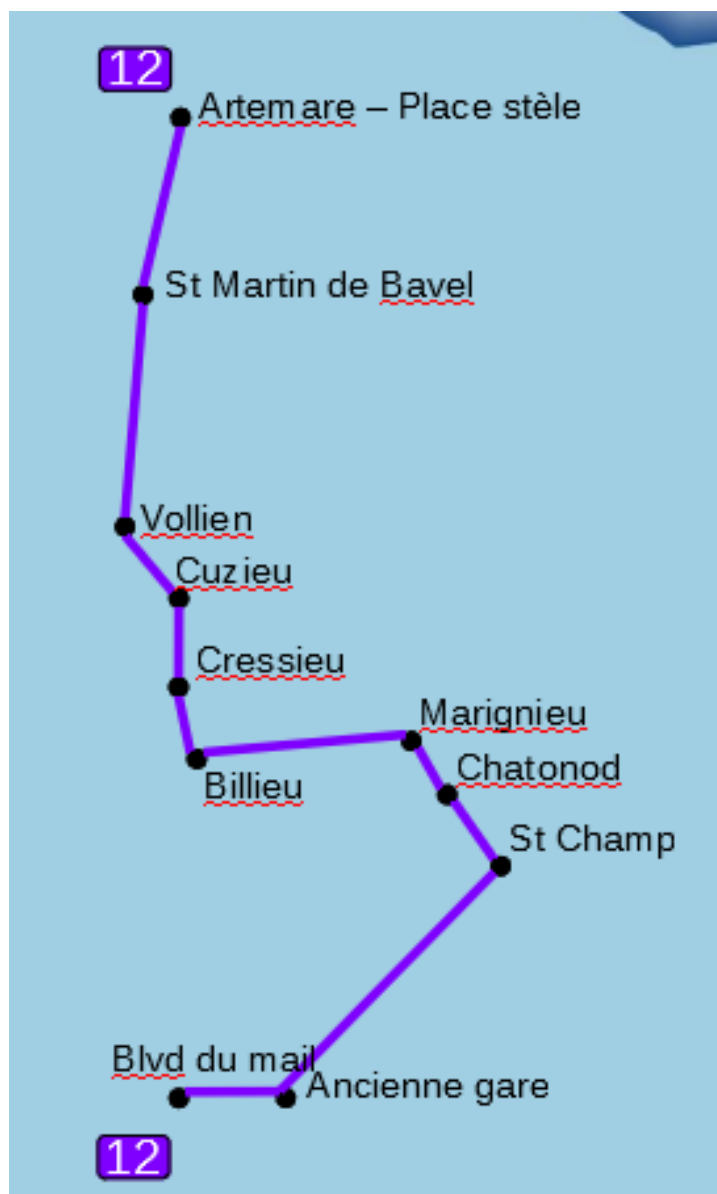 12
Artemare – Place stèle
St Martin de Bavel
Vollien
Cuzieu
Cressieu
Marignieu
Chatonod
Billieu
St Champ
Blvd du mail
Ancienne gare
12